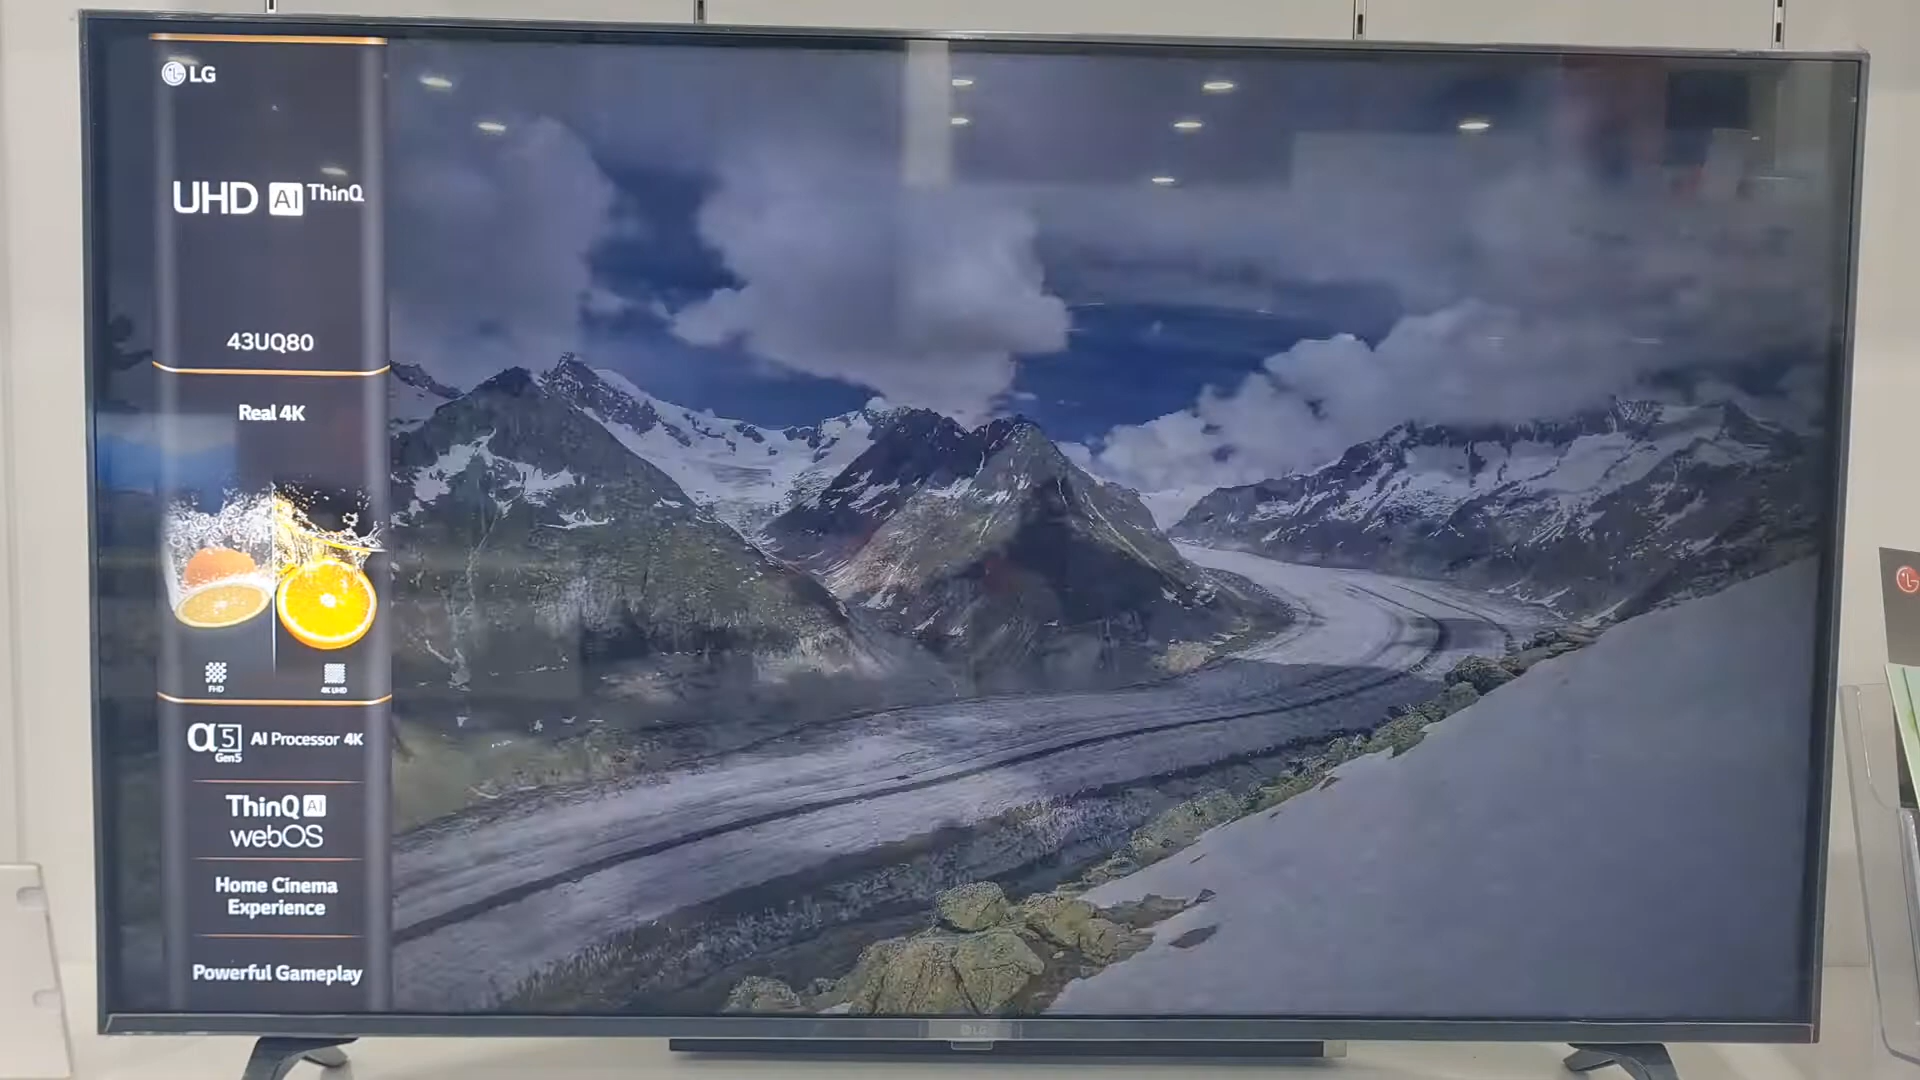 LG
UHD AI ThinQ
43UQ80
Real 4K
FHD
4K UHD
α5 Gen5 AI Processor 4K
ThinQ AI
webOS
Home Cinema
Experience
Powerful Gameplay
LG